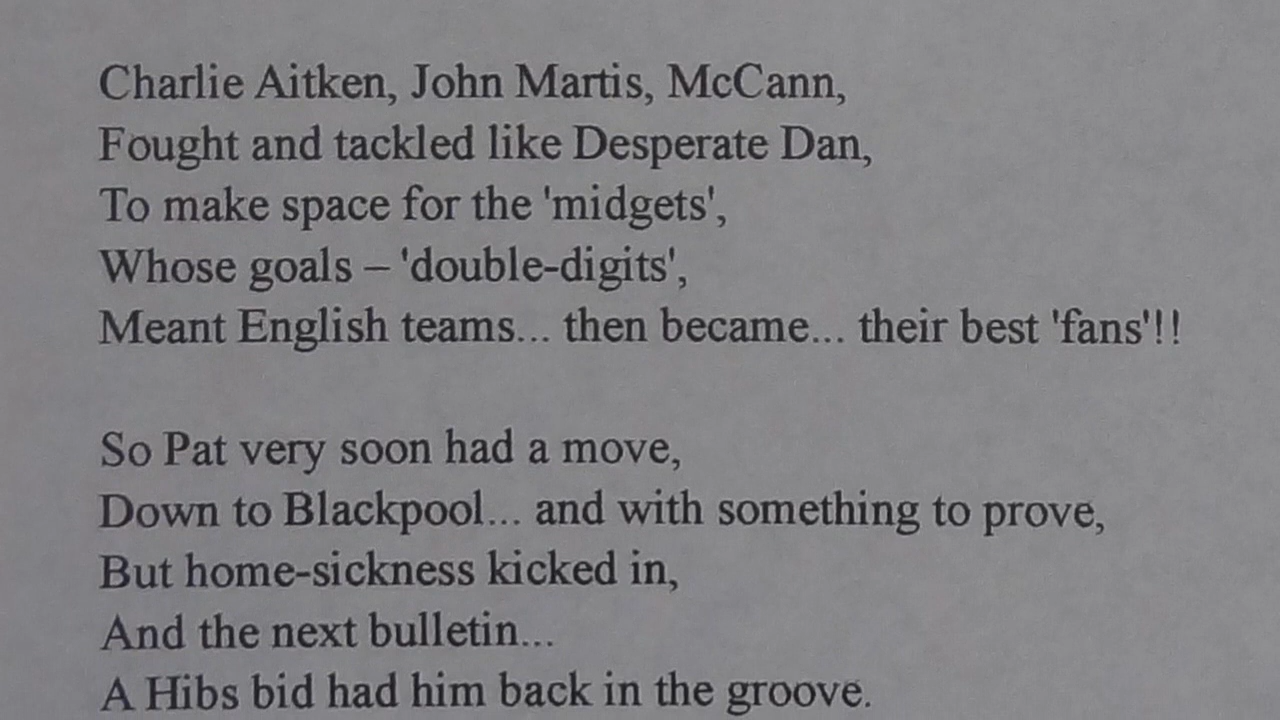 Charlie Aitken, John Martis, McCann,
Fought and tackled like Desperate Dan,
To make space for the 'midgets',
Whose goals – 'double-digits',
Meant English teams... then became... their best 'fans'!!
So Pat very soon had a move,
Down to Blackpool... and with something to prove,
But home-sickness kicked in,
And the next bulletin...
A Hibs bid had him back in the groove.